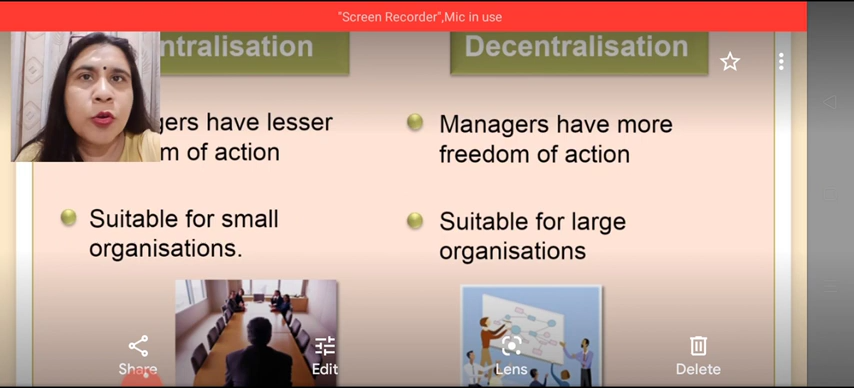 "Screen Recorder",Mic in use
ntralisation
Decentralisation
gers have lesser
m of action
Managers have more
freedom of action
Suitable for small
organisations.
Suitable for large
organisations
Share
Edit
Lens
Delete